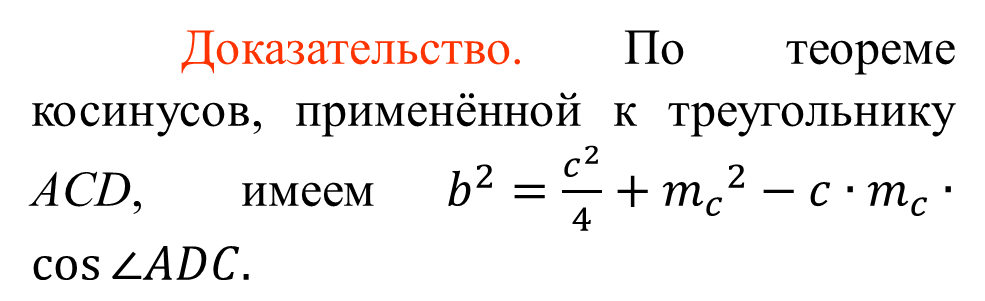 Доказательство. По теореме
косинусов, применённой к треугольнику
ACD, имеем b² = c²/4 + m_c² − c · m_c ·
cos ∠ADC.